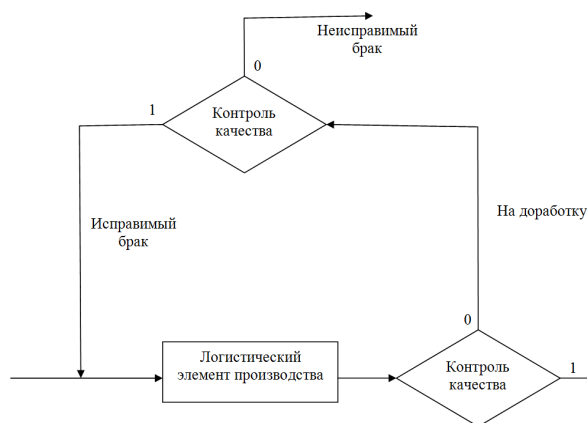 Неисправимый
брак
0
1
Контроль
качества
На доработку
Исправимый
брак
0
Логистический
элемент производства
Контроль
качества
1